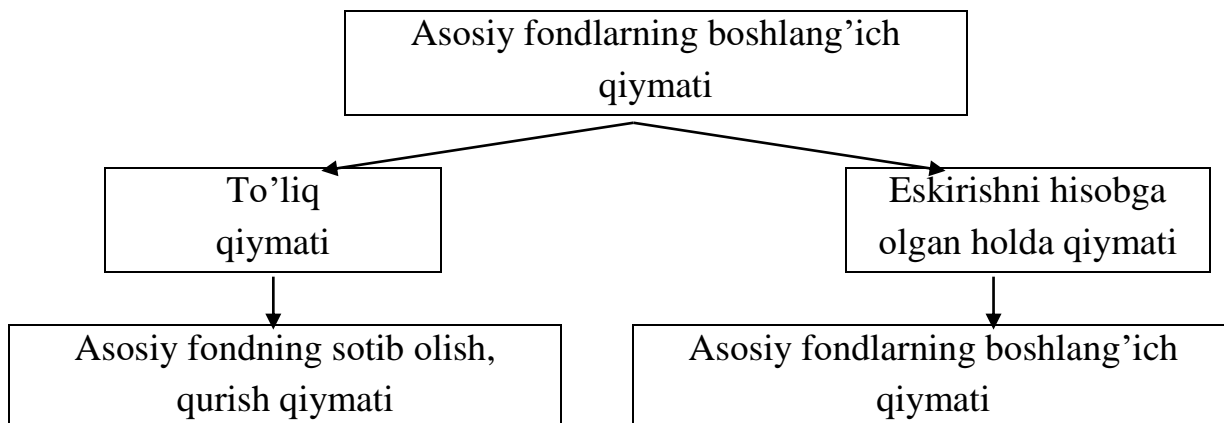 Asosiy fondlarning boshlang’ich
qiymati
To’liq
qiymati
Eskirishni hisobga
olgan holda qiymati
Asosiy fondning sotib olish,
qurish qiymati
Asosiy fondlarning boshlang’ich
qiymati